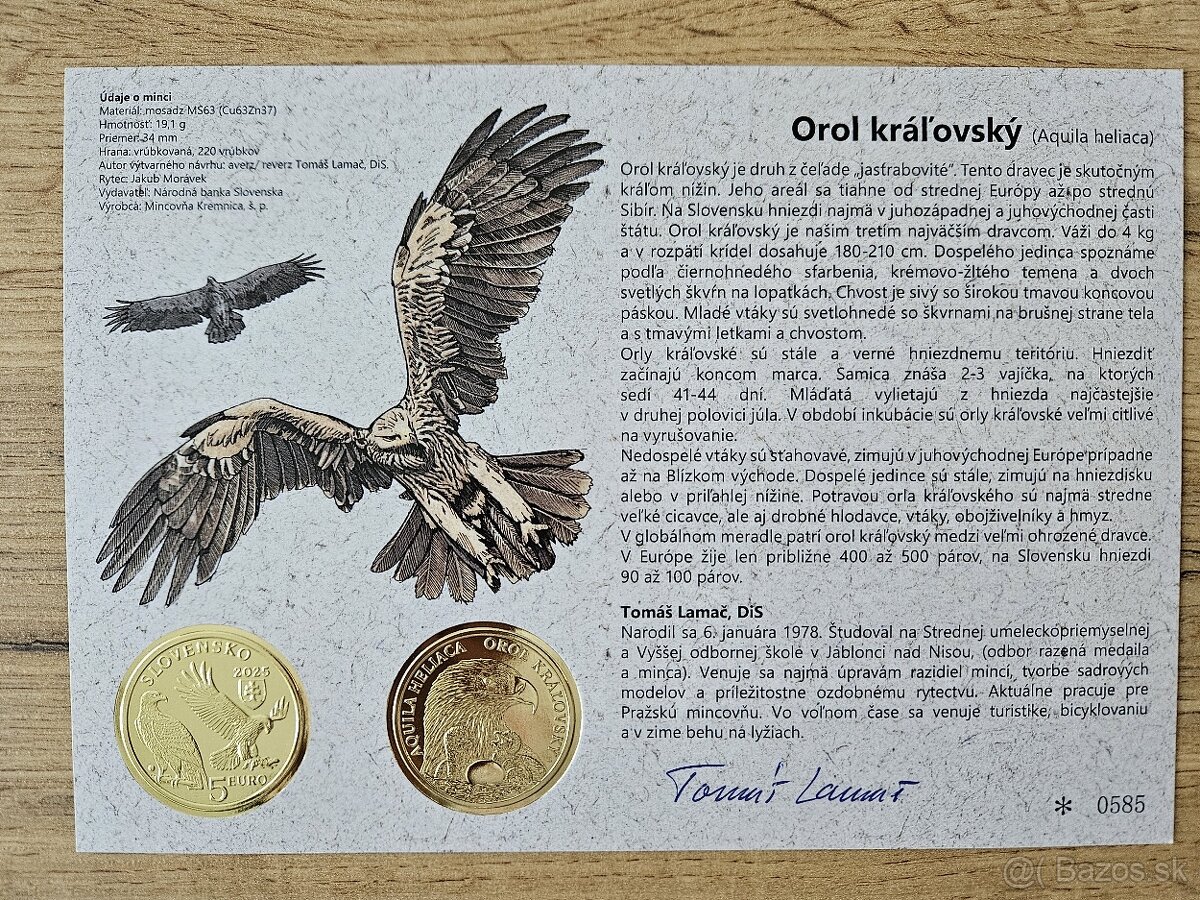 Údaje o minci
Materiál: mosadz MS63 (Cu63Zn37)
Hmotnosť: 19,1 g
Priemer: 34 mm
Hrana: vrúbkovaná, 220 vrúbkov
Autor výtvarného návrhu: averz/ reverz Tomáš Lamač, DiS.
Rytec: Jakub Morávek
Vydavateľ: Národná banka Slovenska
Výrobca: Mincovňa Kremnica, š. p.
Orol kráľovský (Aquila heliaca)
Orol kráľovský je druh z čeľade „jastrabovité“. Tento dravec je skutočným
kráľom nížin. Jeho areál sa tiahne od strednej Európy až po strednú
Sibír. Na Slovensku hniezdi najmä v juhozápadnej a juhovýchodnej časti
štátu. Orol kráľovský je našim tretím najväčším dravcom. Váži do 4 kg
a v rozpätí krídel dosahuje 180-210 cm. Dospelého jedinca spoznáme
podľa čiernohnedého sfarbenia, krémovo-žltého temena a dvoch
svetlých škvŕn na lopatkách. Chvost je sivý so širokou tmavou koncovou
páskou. Mladé vtáky sú svetlohnedé so škvrnami na brušnej strane tela
a s tmavými letkami a chvostom.
Orly kráľovské sú stále a verné hniezdnemu teritóriu. Hniezdiť
začínajú koncom marca. Samica znáša 2-3 vajíčka, na ktorých
sedí 41-44 dní. Mláďatá vylietajú z hniezda najčastejšie
v druhej polovici júla. V období inkubácie sú orly kráľovské veľmi citlivé
na vyrušovanie.
Nedospelé vtáky sú sťahovavé, zimujú v juhovýchodnej Európe prípadne
až na Blízkom východe. Dospelé jedince sú stále, zimujú na hniezdisku
alebo v priľahlej nížine. Potravou orla kráľovského sú najmä stredne
veľké cicavce, ale aj drobné hlodavce, vtáky, obojživelníky a hmyz.
V globálnom meradle patrí orol kráľovský medzi veľmi ohrozené dravce.
V Európe žije len približne 400 až 500 párov, na Slovensku hniezdi
90 až 100 párov.
Tomáš Lamač, DiS
Narodil sa 6. januára 1978. Študoval na Strednej umeleckopriemyselnej
a Vyššej odbornej škole v Jablonci nad Nisou, (odbor razená medaila
a minca). Venuje sa najmä úpravám razidiel mincí, tvorbe sadrových
modelov a príležitostne ozdobnému rytectvu. Aktuálne pracuje pre
Pražskú mincovňu. Vo voľnom čase sa venuje turistike, bicyklovaniu
a v zime behu na lyžiach.
SLOVENSKO
2025
5 EURO
AQUILA HELIACA OROL KRÁĽOVSKÝ
Tomáš Lamač
* 0585
@( Bazos.sk